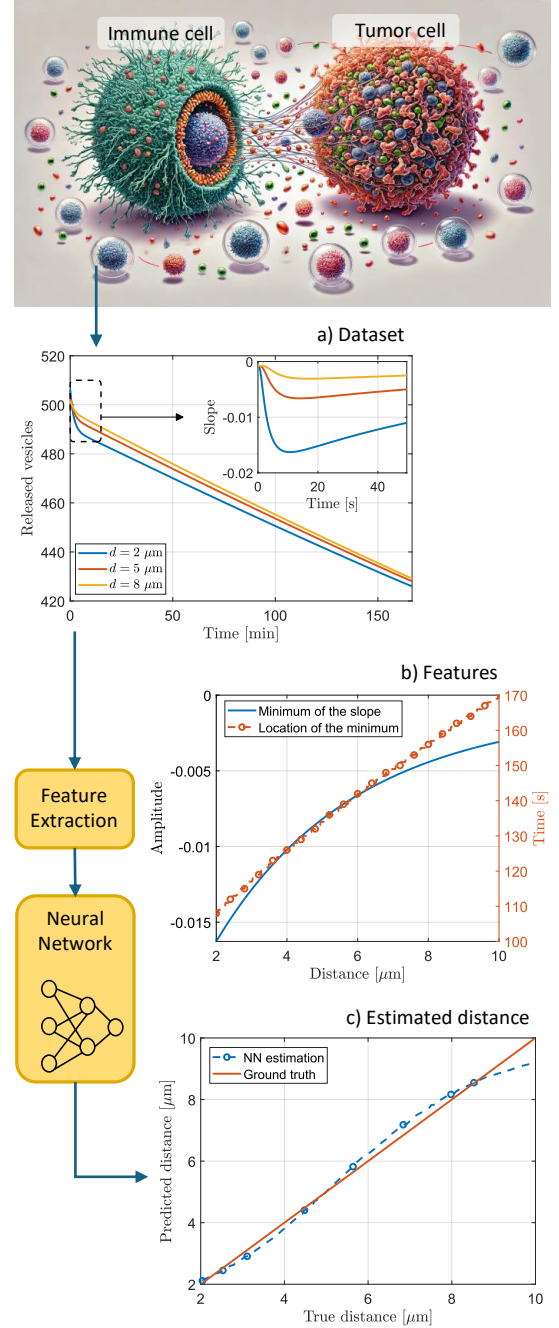 Immune cell
Tumor cell
a) Dataset
520
500
480
460
440
420
Released vesicles
0
50
100
150
Time [min]
d = 2 μm
d = 5 μm
d = 8 μm
0
-0.01
-0.02
Slope
0
20
40
Time [s]
b) Features
Feature
Extraction
Neural
Network
0
-0.005
-0.01
-0.015
Amplitude
Minimum of the slope
Location of the minimum
170
160
150
140
130
120
110
100
Time [s]
2
4
6
8
10
Distance [μm]
c) Estimated distance
10
8
6
4
2
Predicted distance [μm]
NN estimation
Ground truth
2
4
6
8
10
True distance [μm]